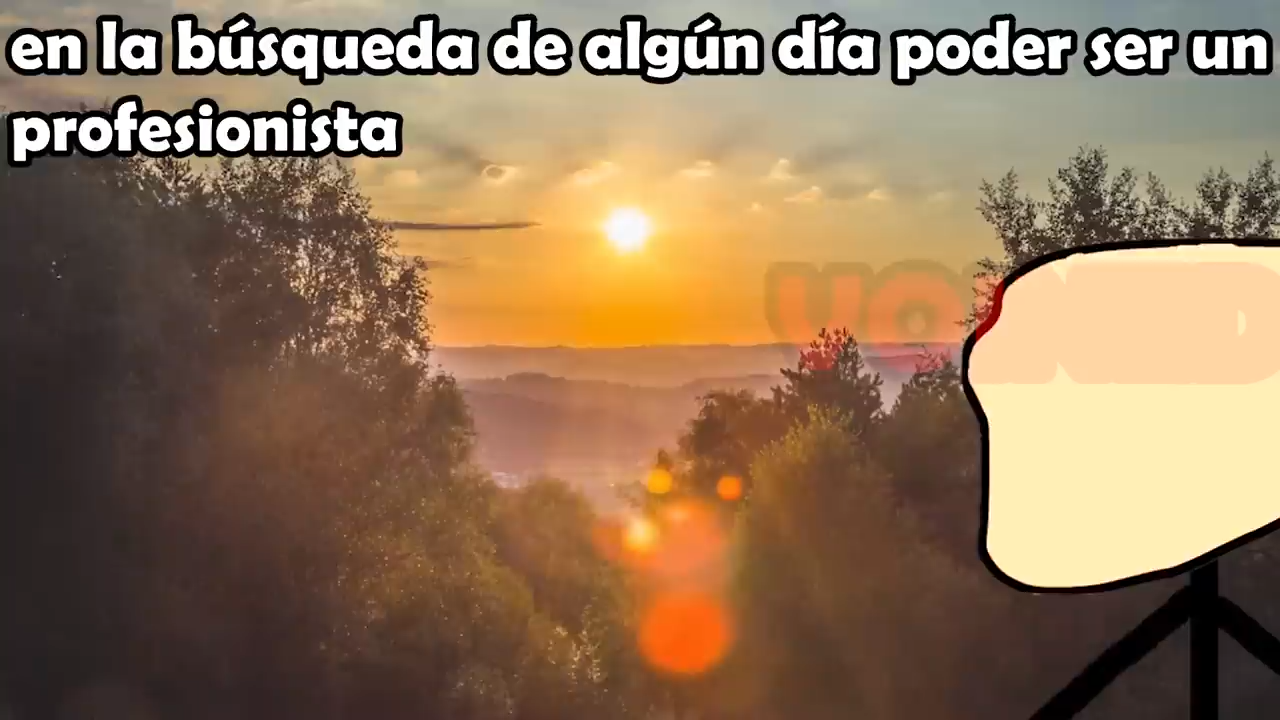 en la búsqueda de algún día poder ser un
profesionista